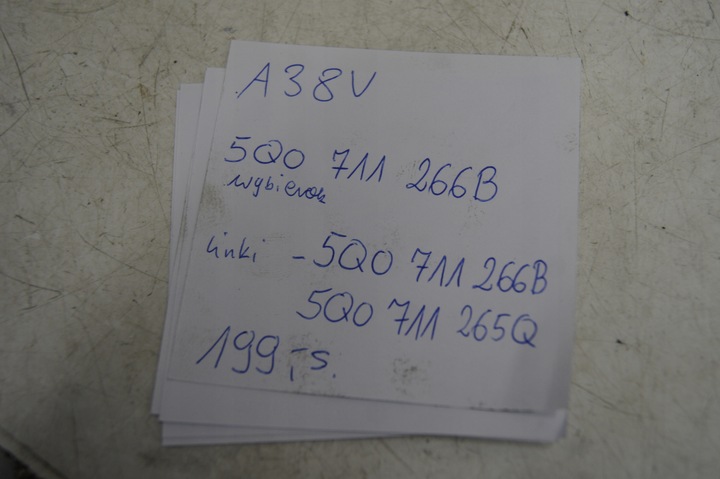 A38V
5Q0 711 266B
wybierak
linki - 5Q0 711 266B
5Q0 711 265Q
199,- s.